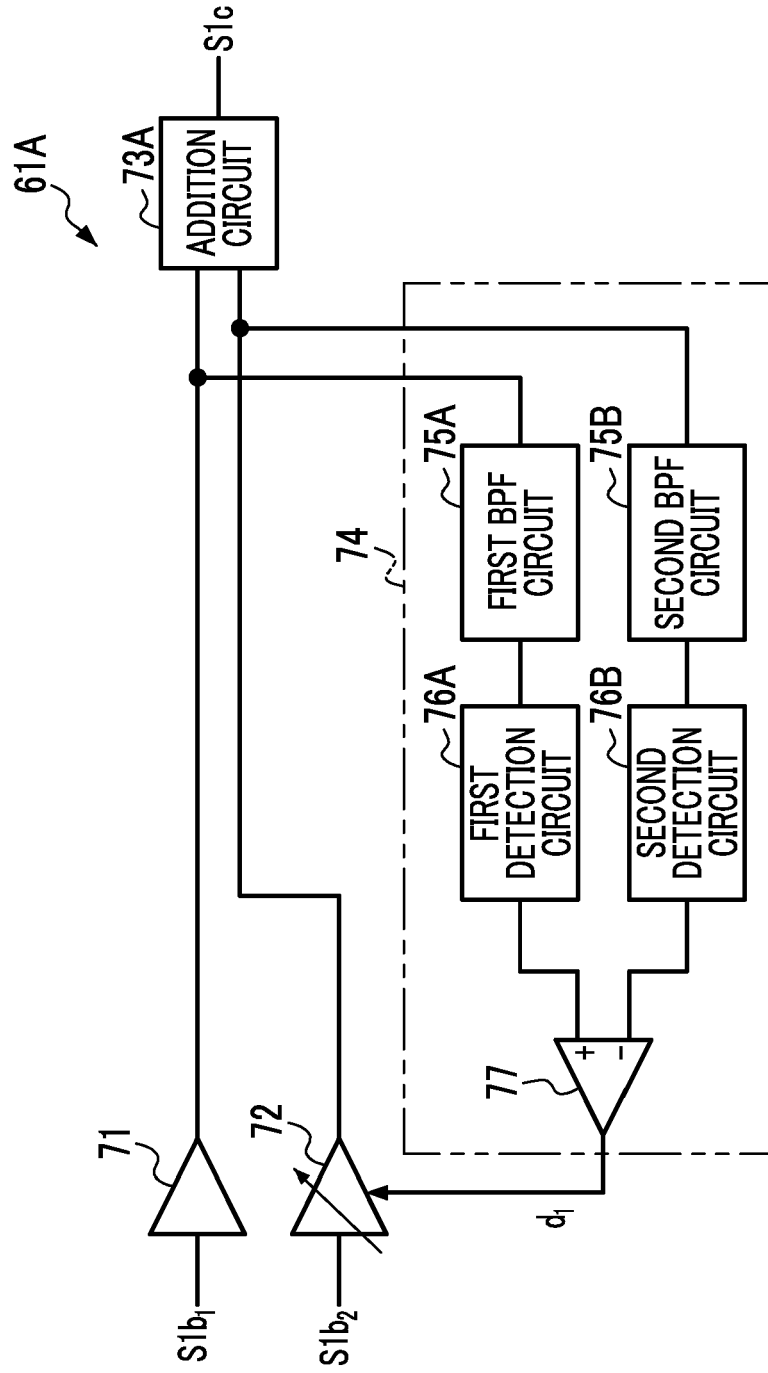 61A
S1b1
71
73A
ADDITION
CIRCUIT
S1c
S1b2
72
74
d1
77
+
−
76A
FIRST
DETECTION
CIRCUIT
75A
FIRST BPF
CIRCUIT
76B
SECOND
DETECTION
CIRCUIT
75B
SECOND BPF
CIRCUIT